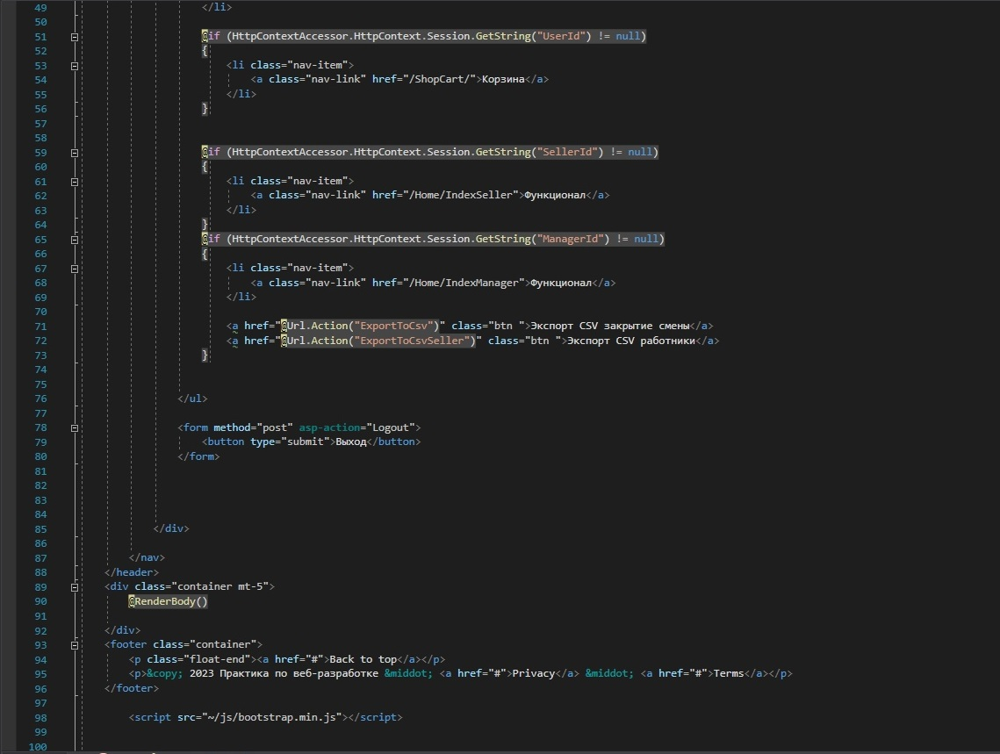 49 </li>
50
51 @if (HttpContextAccessor.HttpContext.Session.GetString("UserId") != null)
52 {
53 <li class="nav-item">
54 <a class="nav-link" href="/ShopCart/">Корзина</a>
55 </li>
56 }
57
58
59 @if (HttpContextAccessor.HttpContext.Session.GetString("SellerId") != null)
60 {
61 <li class="nav-item">
62 <a class="nav-link" href="/Home/IndexSeller">Функционал</a>
63 </li>
64 }
65 @if (HttpContextAccessor.HttpContext.Session.GetString("ManagerId") != null)
66 {
67 <li class="nav-item">
68 <a class="nav-link" href="/Home/IndexManager">Функционал</a>
69 </li>
70
71 <a href="@Url.Action("ExportToCsv")" class="btn ">Экспорт CSV закрытие смены</a>
72 <a href="@Url.Action("ExportToCsvSeller")" class="btn ">Экспорт CSV работники</a>
73 }
74
75
76 </ul>
77
78 <form method="post" asp-action="Logout">
79 <button type="submit">Выход</button>
80 </form>
81
82
83
84
85 </div>
86
87 </nav>
88 </header>
89 <div class="container mt-5">
90 @RenderBody()
91
92 </div>
93 <footer class="container">
94 <p class="float-end"><a href="#">Back to top</a></p>
95 <p>&copy; 2023 Практика по веб-разработке &middot; <a href="#">Privacy</a> &middot; <a href="#">Terms</a></p>
96 </footer>
97
98 <script src="~/js/bootstrap.min.js"></script>
99
100